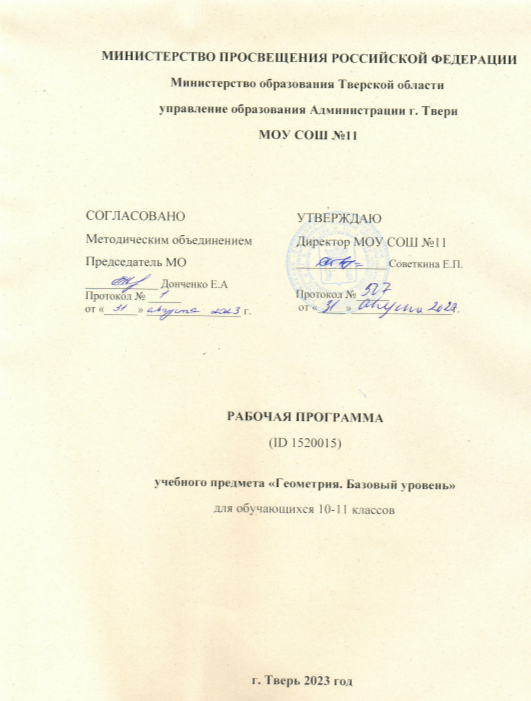 МИНИСТЕРСТВО ПРОСВЕЩЕНИЯ РОССИЙСКОЙ ФЕДЕРАЦИИ
Министерство образования Тверской области
управление образования Администрации г. Твери
МОУ СОШ №11
СОГЛАСОВАНО
Методическим объединением
Председатель МО
Донченко Е.А
Протокол № 1
от «31» августа 2023 г.
УТВЕРЖДАЮ
Директор МОУ СОШ №11
Советкина Е.П.
Протокол №
от «31» августа
РАБОЧАЯ ПРОГРАММА
(ID 1520015)
учебного предмета «Геометрия. Базовый уровень»
для обучающихся 10-11 классов
г. Тверь 2023 год